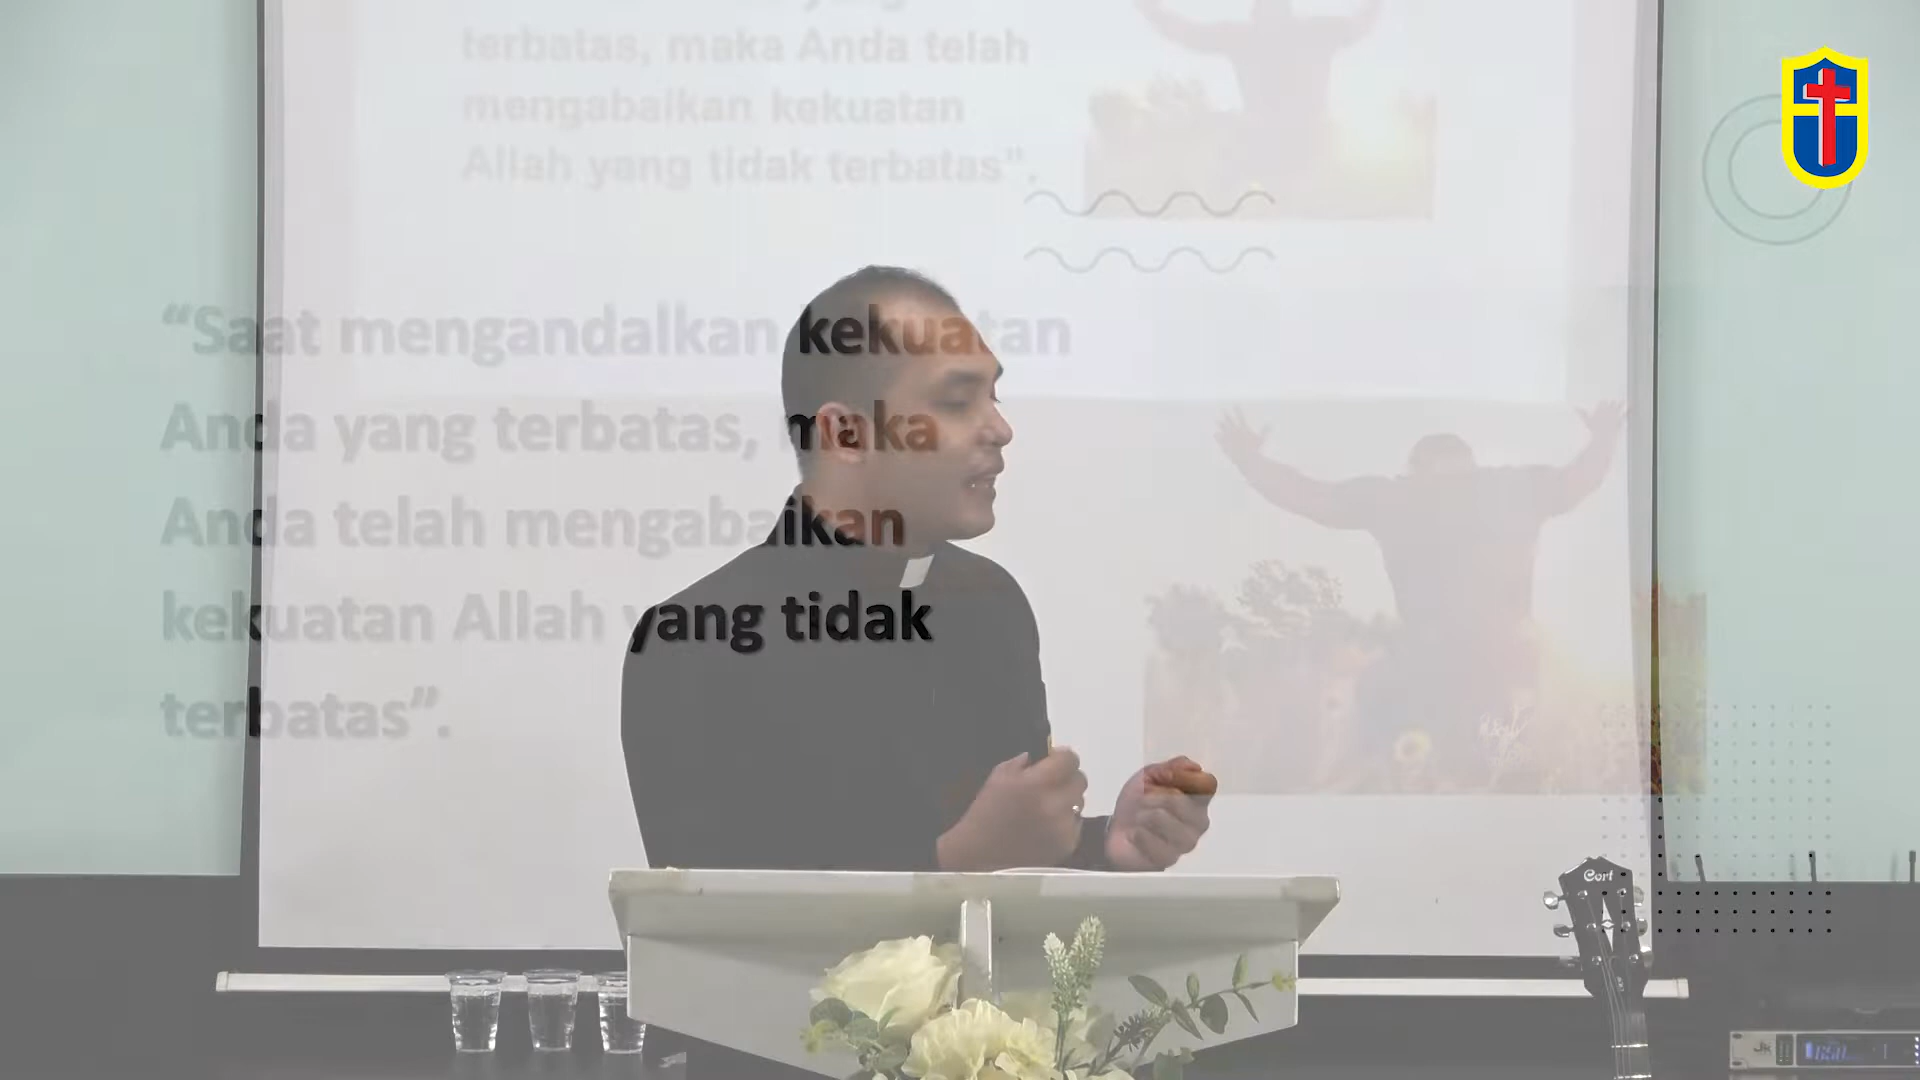 terbatas, maka Anda telah
mengabaikan kekuatan
Allah yang tidak terbatas".
“Saat mengandalkan kekuatan
Anda yang terbatas, maka
Anda telah mengabaikan
kekuatan Allah yang tidak
terbatas”.
Cort